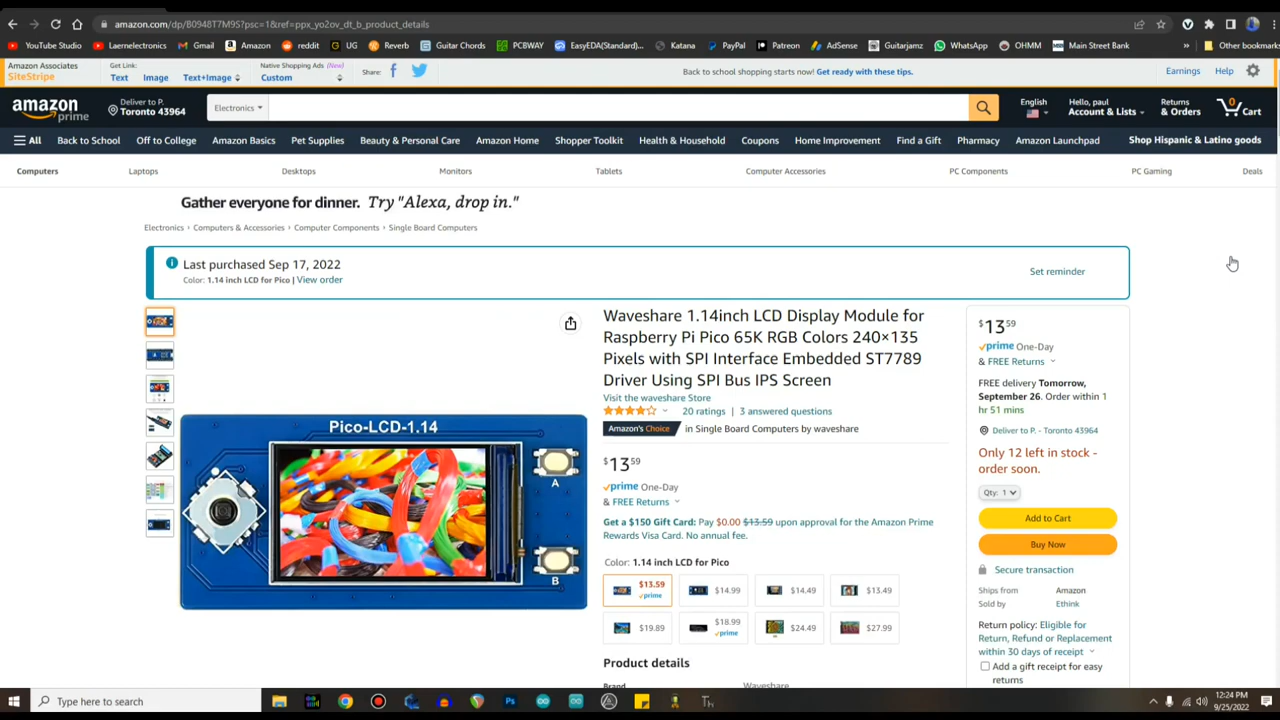 amazon.com/dp/B0948T7M9S?psc=1&ref=ppx_yo2ov_dt_b_product_details
YouTube Studio
Laernelectronics
Gmail
Amazon
reddit
UG
Reverb
Guitar Chords
PCBWAY
EasyEDA(Standard)...
Katana
PayPal
Patreon
AdSense
Guitarjamz
WhatsApp
OHMM
Main Street Bank
»
Other bookmarks
Amazon Associates
SiteStripe
Get Link:
Text
Image
Text+Image
Native Shopping Ads (New)
Custom
Share:
Back to school shopping starts now! Get ready with these tips.
Earnings
Help
amazon
prime
Deliver to P.
Toronto 43964
Electronics
English
Hello, paul
Account & Lists
Returns
& Orders
0
Cart
All
Back to School
Off to College
Amazon Basics
Pet Supplies
Beauty & Personal Care
Amazon Home
Shopper Toolkit
Health & Household
Coupons
Home Improvement
Find a Gift
Pharmacy
Amazon Launchpad
Shop Hispanic & Latino goods
Computers
Laptops
Desktops
Monitors
Tablets
Computer Accessories
PC Components
PC Gaming
Deals
Gather everyone for dinner. Try "Alexa, drop in."
Electronics › Computers & Accessories › Computer Components › Single Board Computers
Last purchased Sep 17, 2022
Color: 1.14 inch LCD for Pico | View order
Set reminder
Pico-LCD-1.14
A
B
Waveshare 1.14inch LCD Display Module for
Raspberry Pi Pico 65K RGB Colors 240×135
Pixels with SPI Interface Embedded ST7789
Driver Using SPI Bus IPS Screen
Visit the waveshare Store
20 ratings | 3 answered questions
Amazon's Choice in Single Board Computers by waveshare
$13 59
prime One-Day
& FREE Returns
Get a $150 Gift Card: Pay $0.00 $13.59 upon approval for the Amazon Prime
Rewards Visa Card. No annual fee.
Color: 1.14 inch LCD for Pico
$13.59
prime
$14.99
$14.49
$13.49
$19.89
$18.99
prime
$24.49
$27.99
Product details
Brand
Waveshare
$13 59
prime One-Day
& FREE Returns
FREE delivery Tomorrow,
September 26. Order within 1
hr 51 mins
Deliver to P. - Toronto 43964
Only 12 left in stock -
order soon.
Qty: 1
Add to Cart
Buy Now
Secure transaction
Ships from Amazon
Sold by Ethink
Return policy: Eligible for
Return, Refund or Replacement
within 30 days of receipt
Add a gift receipt for easy
returns
Type here to search
Ps
Th
12:24 PM
9/25/2022